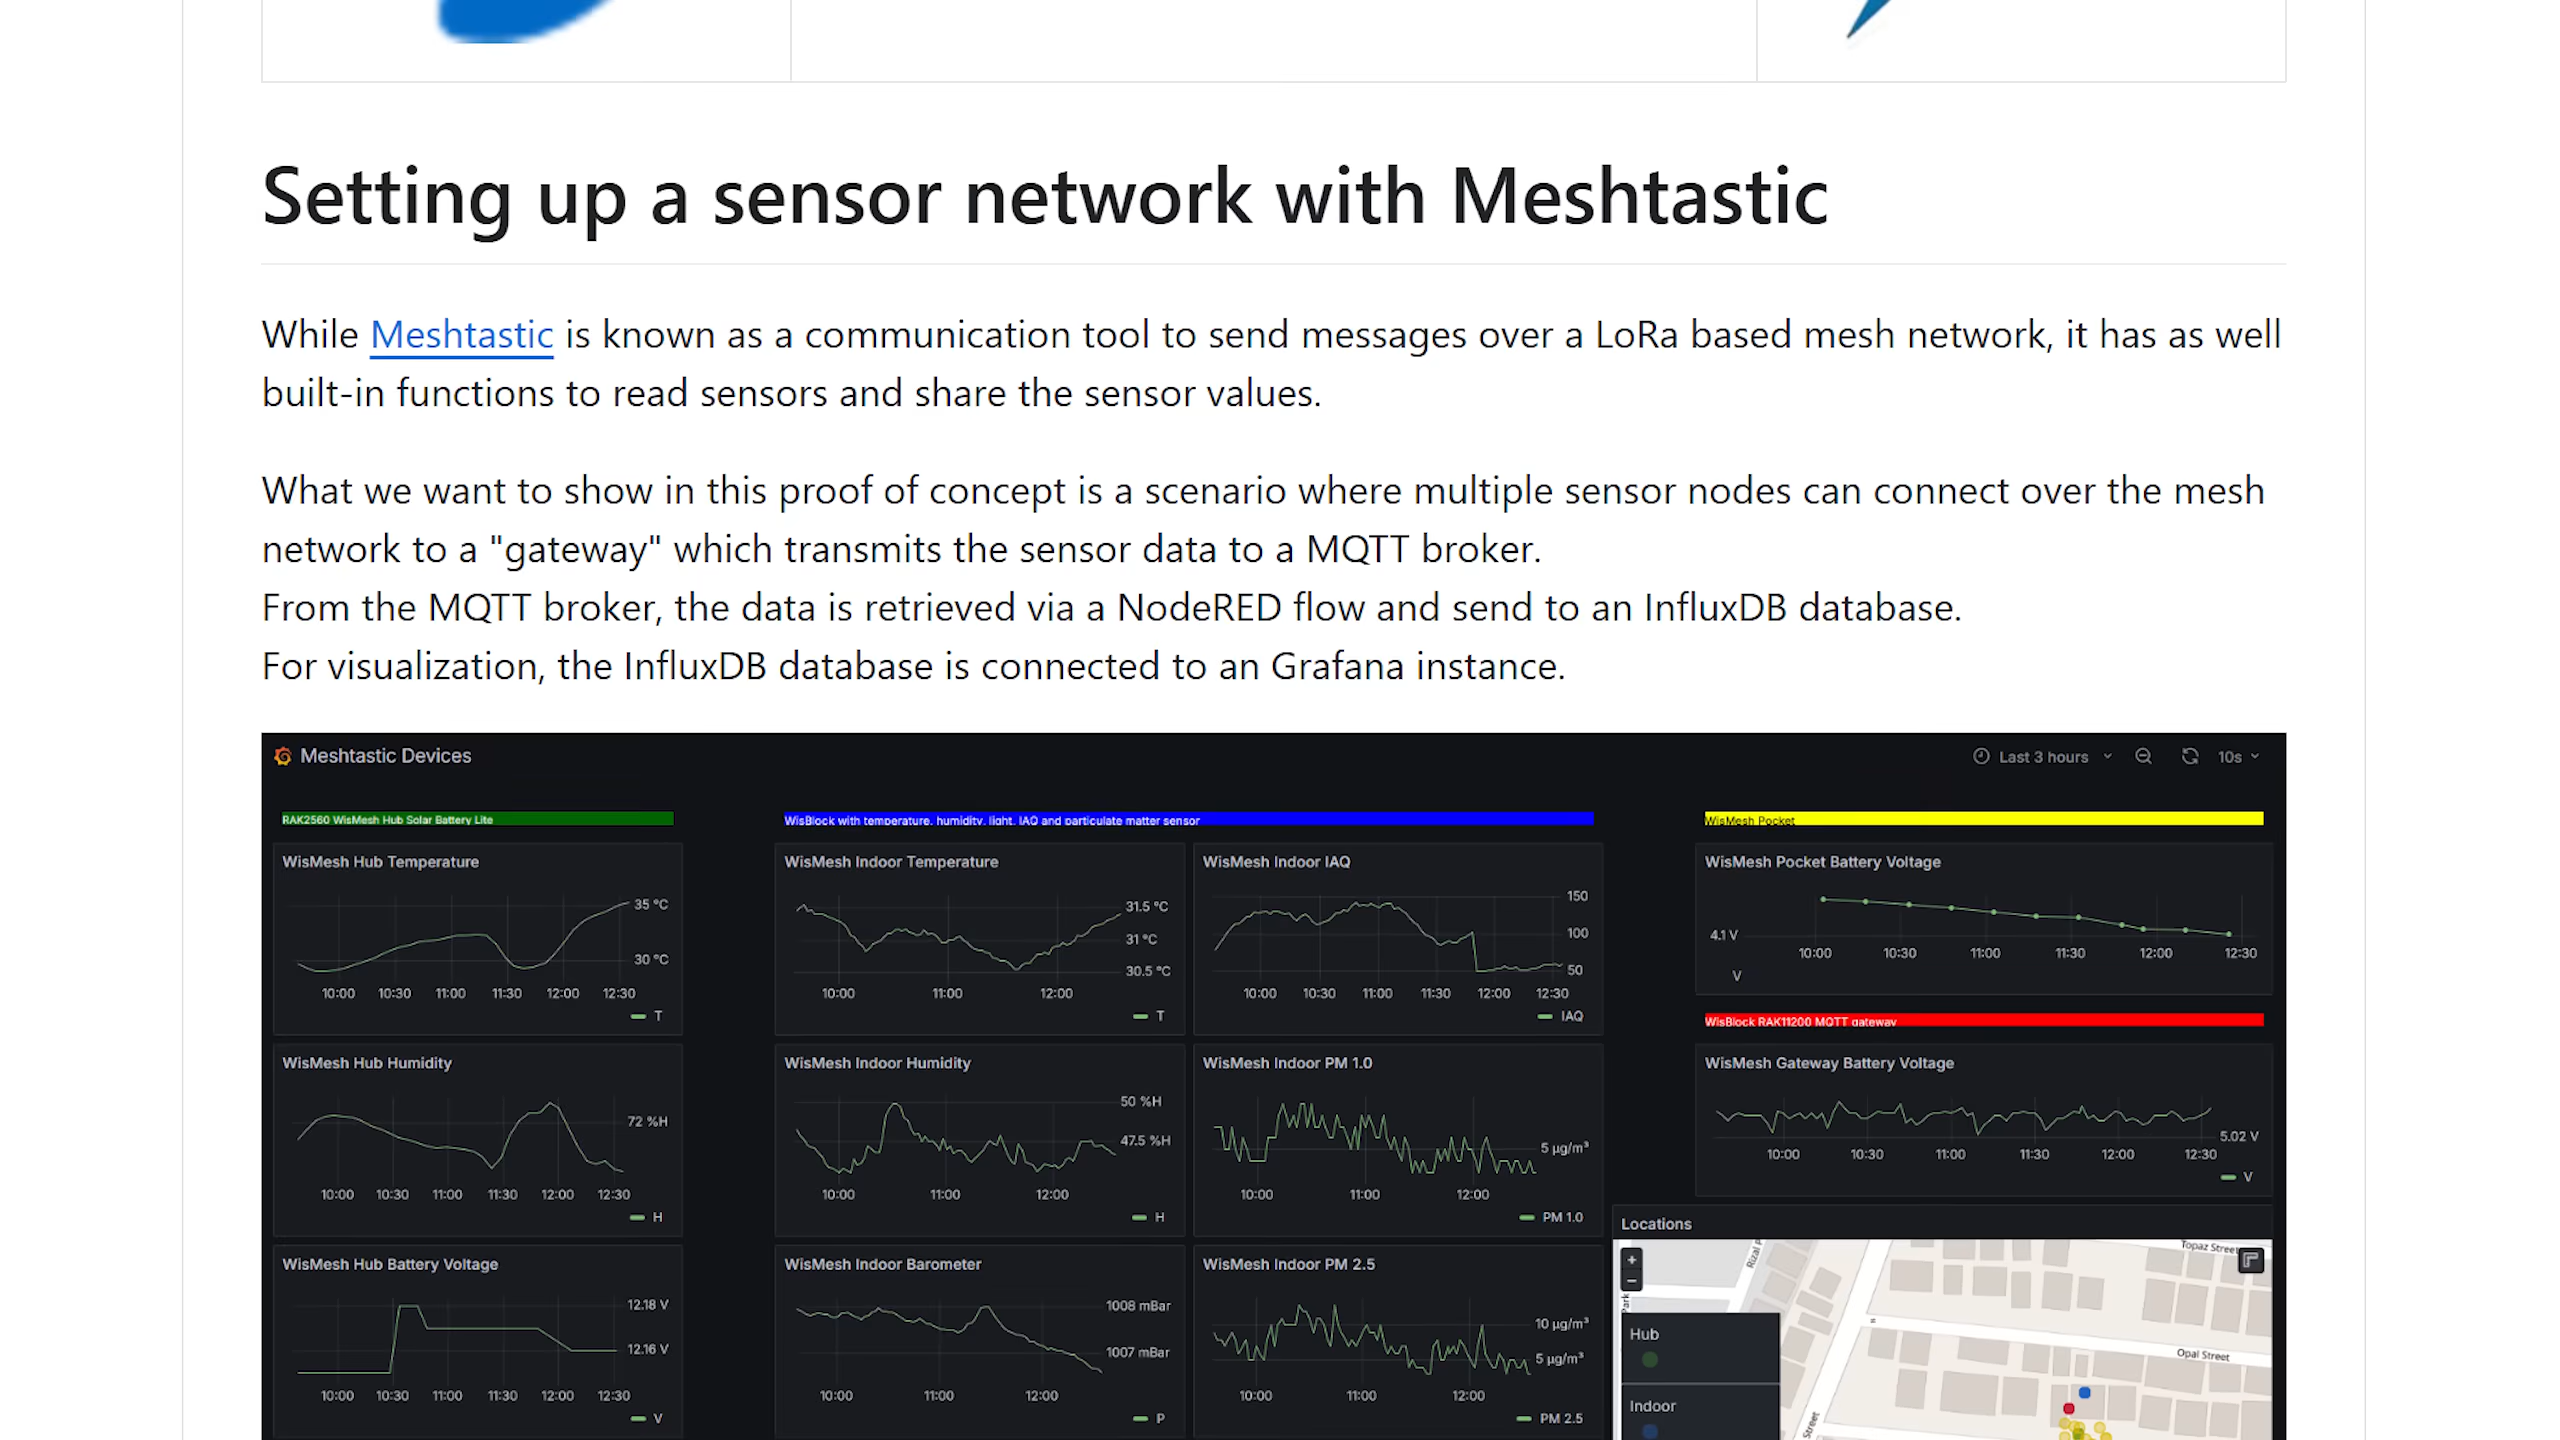 Setting up a sensor network with Meshtastic
While Meshtastic is known as a communication tool to send messages over a LoRa based mesh network, it has as well
built-in functions to read sensors and share the sensor values.
What we want to show in this proof of concept is a scenario where multiple sensor nodes can connect over the mesh
network to a "gateway" which transmits the sensor data to a MQTT broker.
From the MQTT broker, the data is retrieved via a NodeRED flow and send to an InfluxDB database.
For visualization, the InfluxDB database is connected to an Grafana instance.
Meshtastic Devices
Last 3 hours
10s
RAK2560 WisMesh Hub Solar Battery Lite
WisBlock with temperature, humidity, light, IAQ and particulate matter sensor
WisMesh Pocket
WisMesh Hub Temperature
35 °C
30 °C
10:00 10:30 11:00 11:30 12:00 12:30
T
WisMesh Indoor Temperature
31.5 °C
31 °C
30.5 °C
10:00 11:00 12:00
T
WisMesh Indoor IAQ
150
100
50
10:00 10:30 11:00 11:30 12:00 12:30
IAQ
WisMesh Pocket Battery Voltage
4.1 V
10:00 10:30 11:00 11:30 12:00 12:30
V
WisBlock RAK11200 MQTT gateway
WisMesh Hub Humidity
72 %H
10:00 10:30 11:00 11:30 12:00 12:30
H
WisMesh Indoor Humidity
50 %H
47.5 %H
10:00 11:00 12:00
H
WisMesh Indoor PM 1.0
5 μg/m³
10:00 11:00 12:00
PM 1.0
WisMesh Gateway Battery Voltage
5.02 V
10:00 10:30 11:00 11:30 12:00 12:30
V
WisMesh Hub Battery Voltage
12.18 V
12.16 V
10:00 10:30 11:00 11:30 12:00 12:30
V
WisMesh Indoor Barometer
1008 mBar
1007 mBar
10:00 11:00 12:00
P
WisMesh Indoor PM 2.5
10 μg/m³
5 μg/m³
10:00 11:00 12:00
PM 2.5
Locations
+
−
Rizal P
Topaz Street
Park
Opal Street
Street
Hub
Indoor